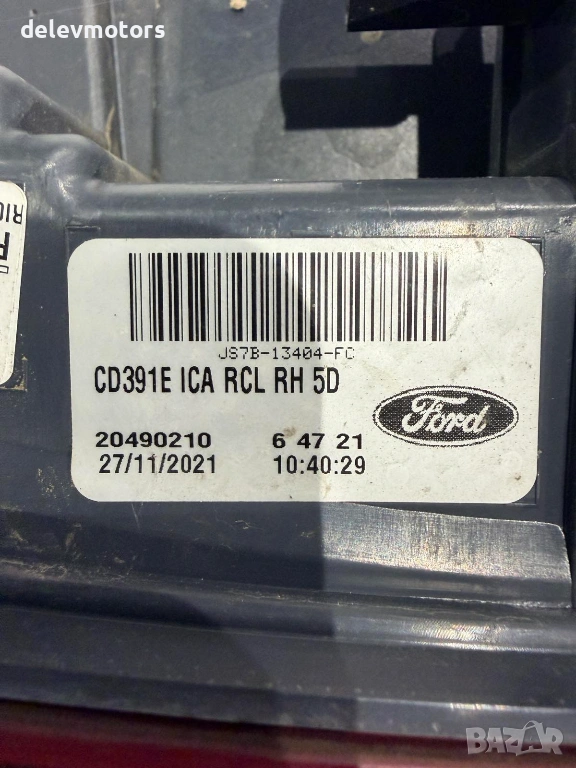 delevmotors
JS7B-13404-FC
CD391E ICA RCL RH 5D
Ford
20490210 6 47 21
27/11/2021 10:40:29
BAZAR